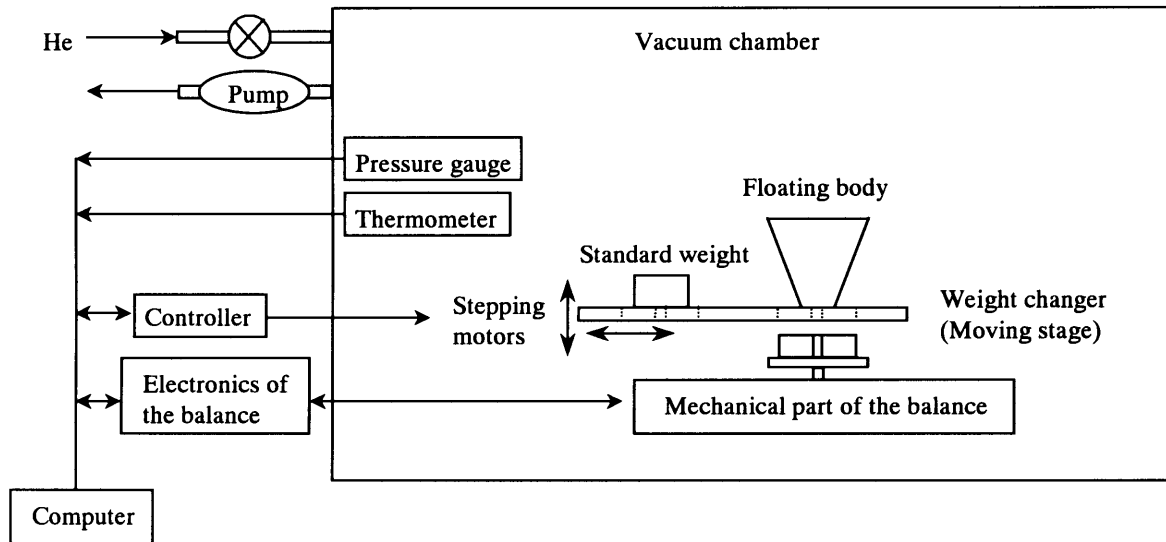 He
Vacuum chamber
Pump
Pressure gauge
Thermometer
Floating body
Standard weight
Stepping
motors
Weight changer
(Moving stage)
Controller
Electronics of
the balance
Mechanical part of the balance
Computer